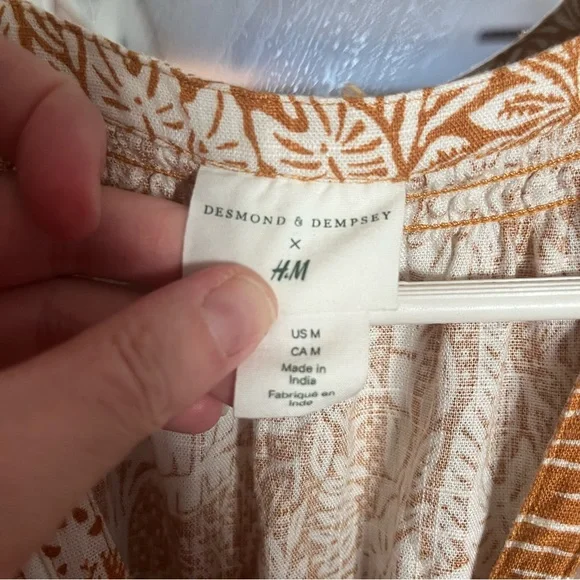 DESMOND & DEMPSEY
×
H&M
US M
CA M
Made in
India
Fabriqué en
Inde